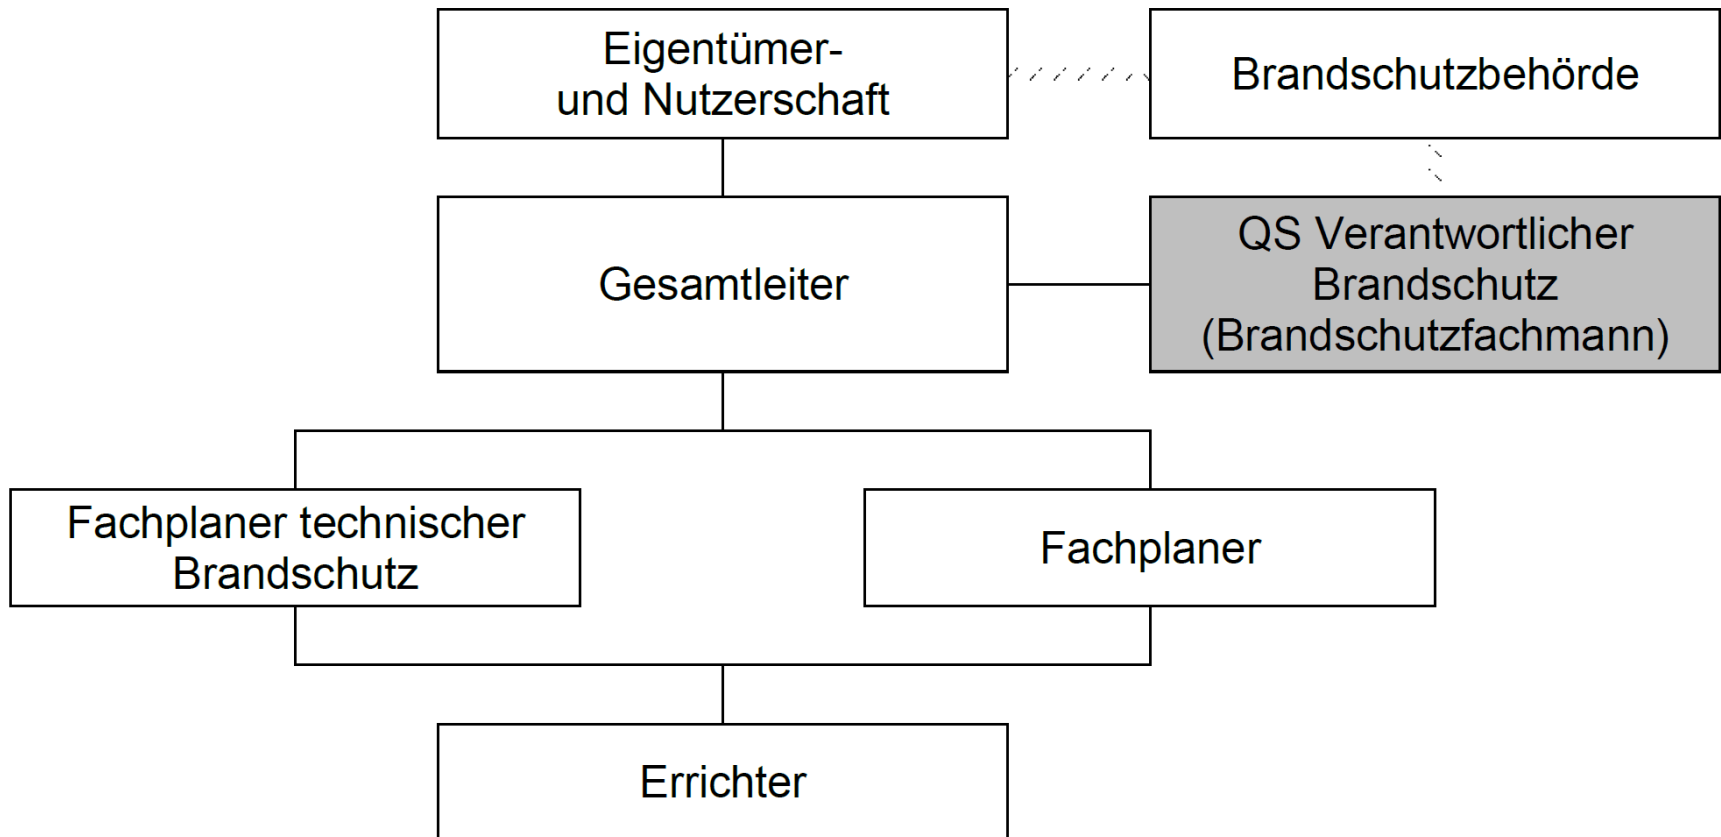 Eigentümer-
und Nutzerschaft
Brandschutzbehörde
Gesamtleiter
QS Verantwortlicher
Brandschutz
(Brandschutzfachmann)
Fachplaner technischer
Brandschutz
Fachplaner
Errichter